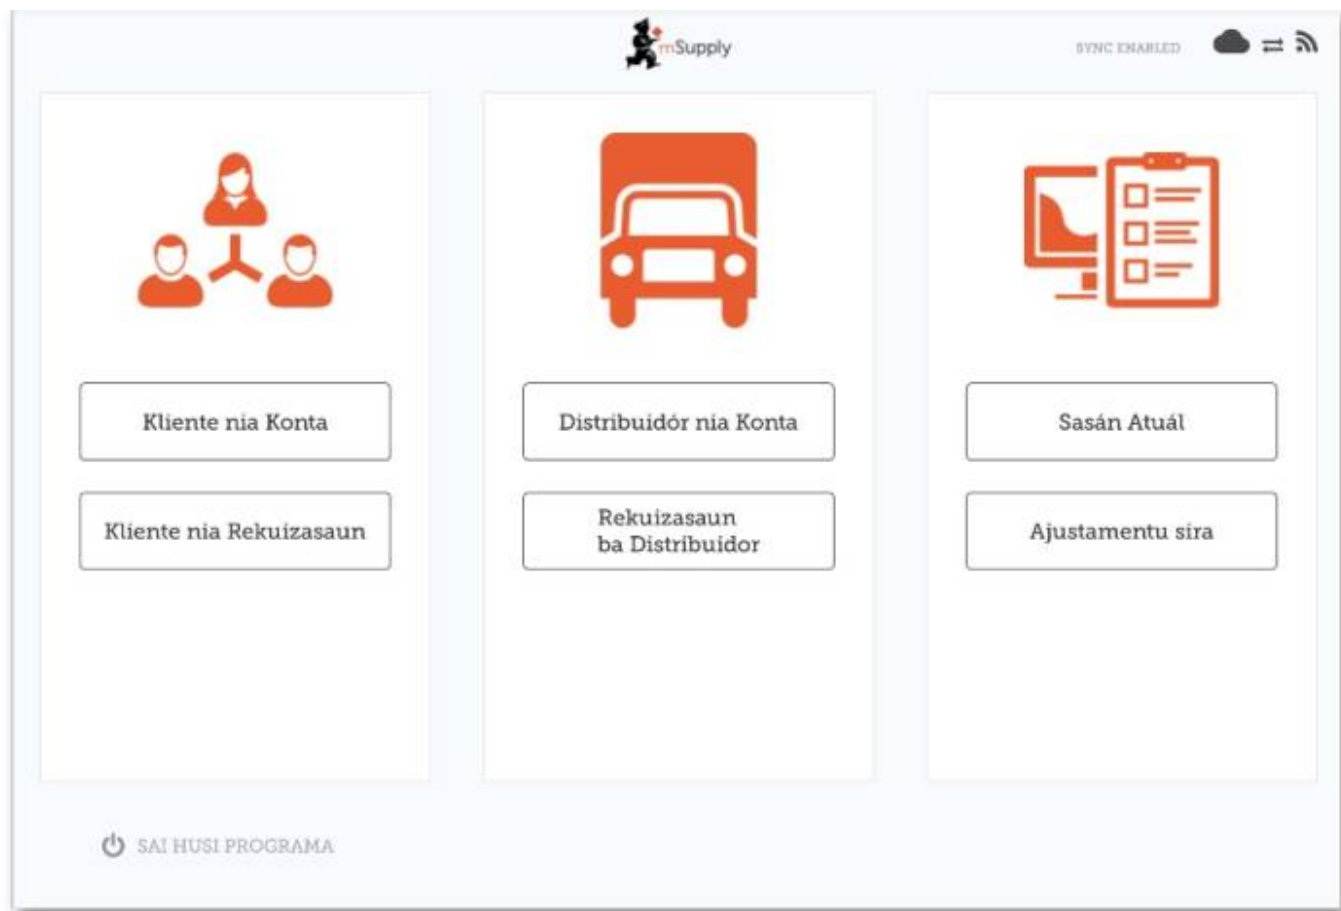 mSupply
SYNC ENABLED
Kliente nia Konta
Kliente nia Rekuizasaun
Distribuidór nia Konta
Rekuizasaun
ba Distribuidor
Sasán Atuál
Ajustamentu sira
SAI HUSI PROGRAMA